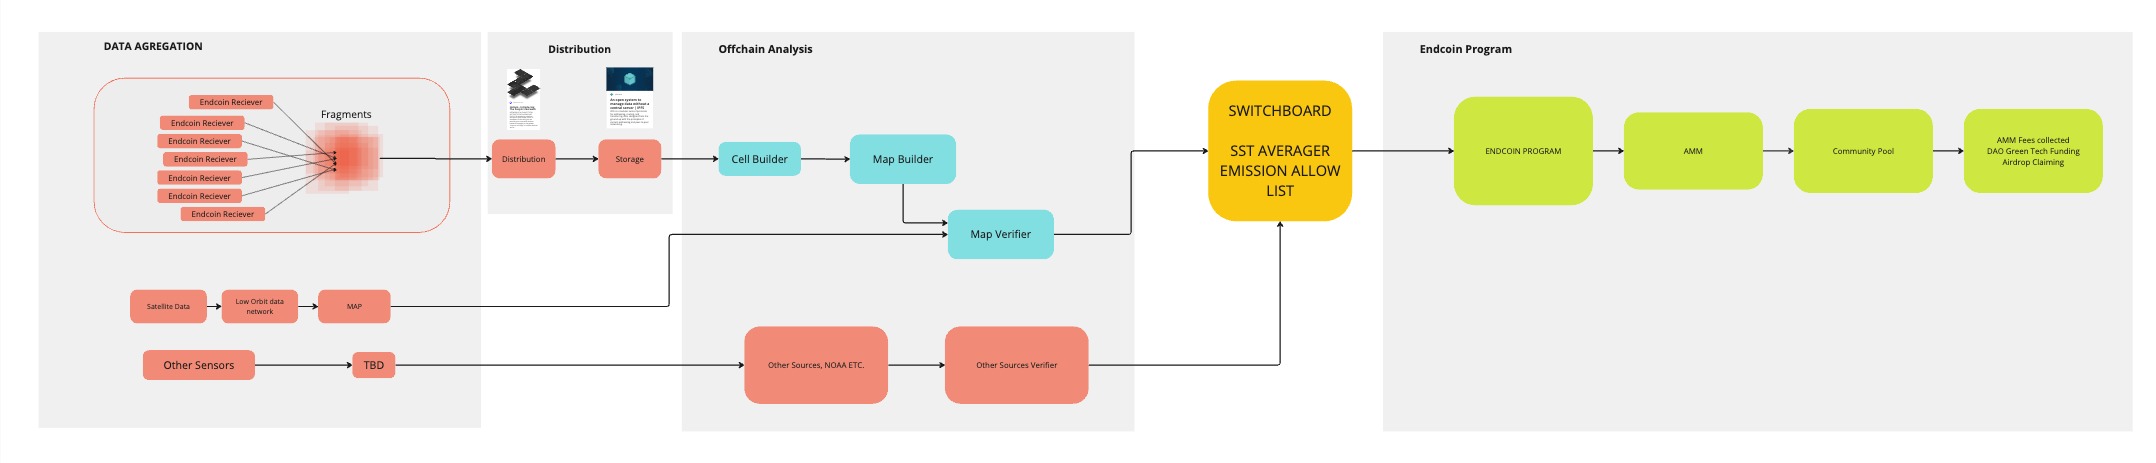 DATA AGREGATION
Endcoin Reciever
Endcoin Reciever
Endcoin Reciever
Endcoin Reciever
Endcoin Reciever
Endcoin Reciever
Endcoin Reciever
Fragments
Satellite Data
Low Orbit data
network
MAP
Other Sensors
TBD
Distribution
An open system to
manage data without a
central server | IPFS
Distribution
Storage
Offchain Analysis
Cell Builder
Map Builder
Map Verifier
Other Sources, NOAA ETC.
Other Sources Verifier
SWITCHBOARD
SST AVERAGER
EMISSION ALLOW
LIST
Endcoin Program
ENDCOIN PROGRAM
AMM
Community Pool
AMM Fees collected
DAO Green Tech Funding
Airdrop Claiming